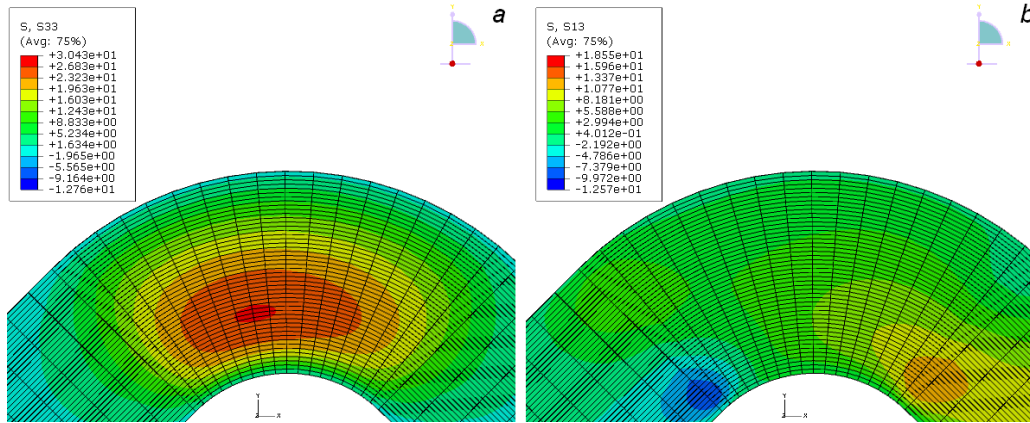 a
S, S33
(Avg: 75%)
+3.043e+01
+2.683e+01
+2.323e+01
+1.963e+01
+1.603e+01
+1.243e+01
+8.833e+00
+5.234e+00
+1.634e+00
-1.965e+00
-5.565e+00
-9.164e+00
-1.276e+01
Y
X
Z
b
S, S13
(Avg: 75%)
+1.855e+01
+1.596e+01
+1.337e+01
+1.077e+01
+8.181e+00
+5.588e+00
+2.994e+00
+4.012e-01
-2.192e+00
-4.786e+00
-7.379e+00
-9.972e+00
-1.257e+01
Y
X
Z